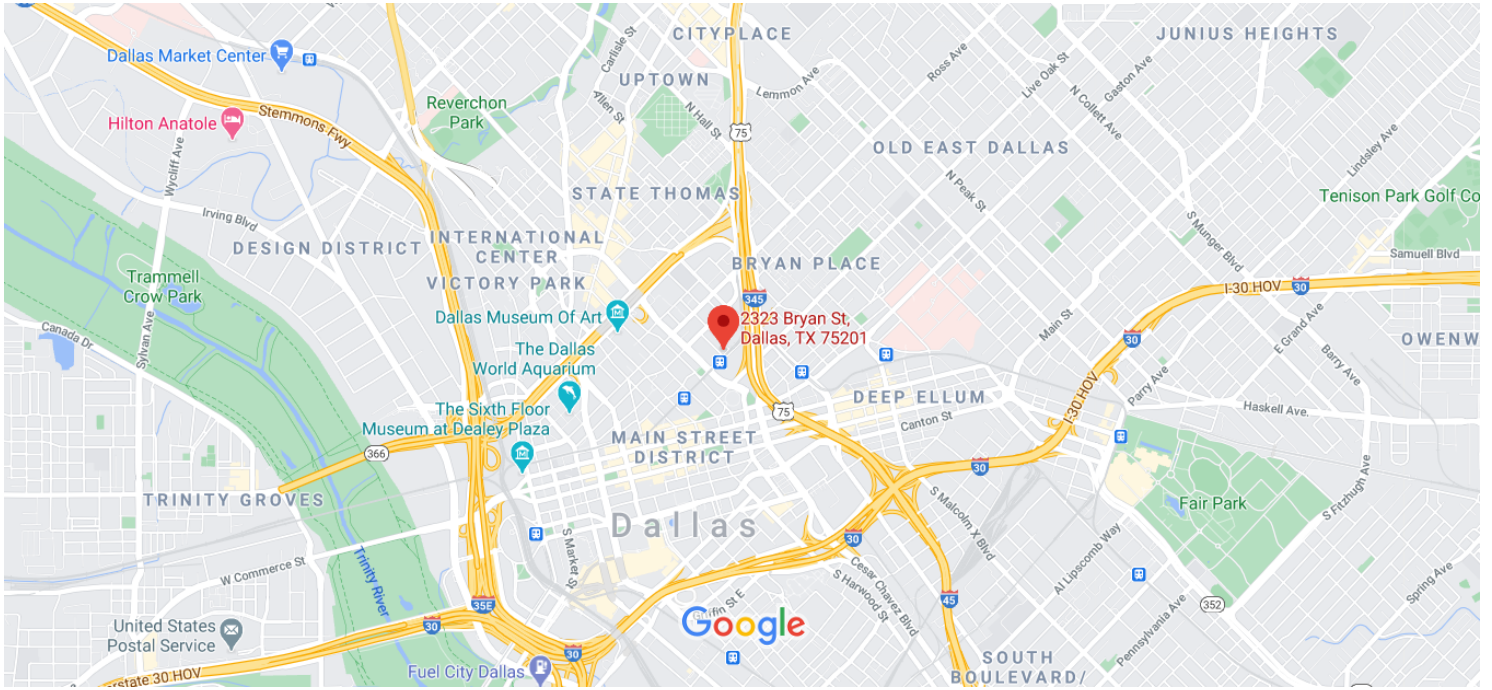 CITYPLACE
JUNIUS HEIGHTS
Dallas Market Center
Carlisle St
UPTOWN
Ross Ave
Live Oak St
Gaston Ave
Lemmon Ave
N Collett Ave
Allen St
Reverchon
Park
Hilton Anatole
Stemmons Fwy
N Hall St
75
OLD EAST DALLAS
Lindsley Ave
Wycliff Ave
N Peak St
STATE THOMAS
Tenison Park Golf Co
Irving Blvd
S Munger Blvd
DESIGN DISTRICT
INTERNATIONAL
CENTER
Samuell Blvd
BRYAN PLACE
Trammell
Crow Park
VICTORY PARK
I-30 HOV
30
345
Dallas Museum Of Art
2323 Bryan St,
Dallas, TX 75201
Canada Dr
Sylvan Ave
Main St
30
E Grand Ave
OWENW
The Dallas
World Aquarium
Barry Ave
Parry Ave
I-30 HOV
DEEP ELLUM
The Sixth Floor
Museum at Dealey Plaza
75
Canton St
Haskell Ave.
MAIN STREET
DISTRICT
366
30
TRINITY GROVES
S Malcolm X Blvd
Fair Park
S Fitzhugh Ave
Dallas
30
S Market St
Al Lipscomb Way
W Commerce St
Trinity River
Cesar Chavez Blvd
S Harwood St
Spring Ave
35E
45
352
Griffin St E
Google
United States
Postal Service
30
30
Pennsylvania Ave
Fuel City Dallas
SOUTH
BOULEVARD/
erstate 30 HOV